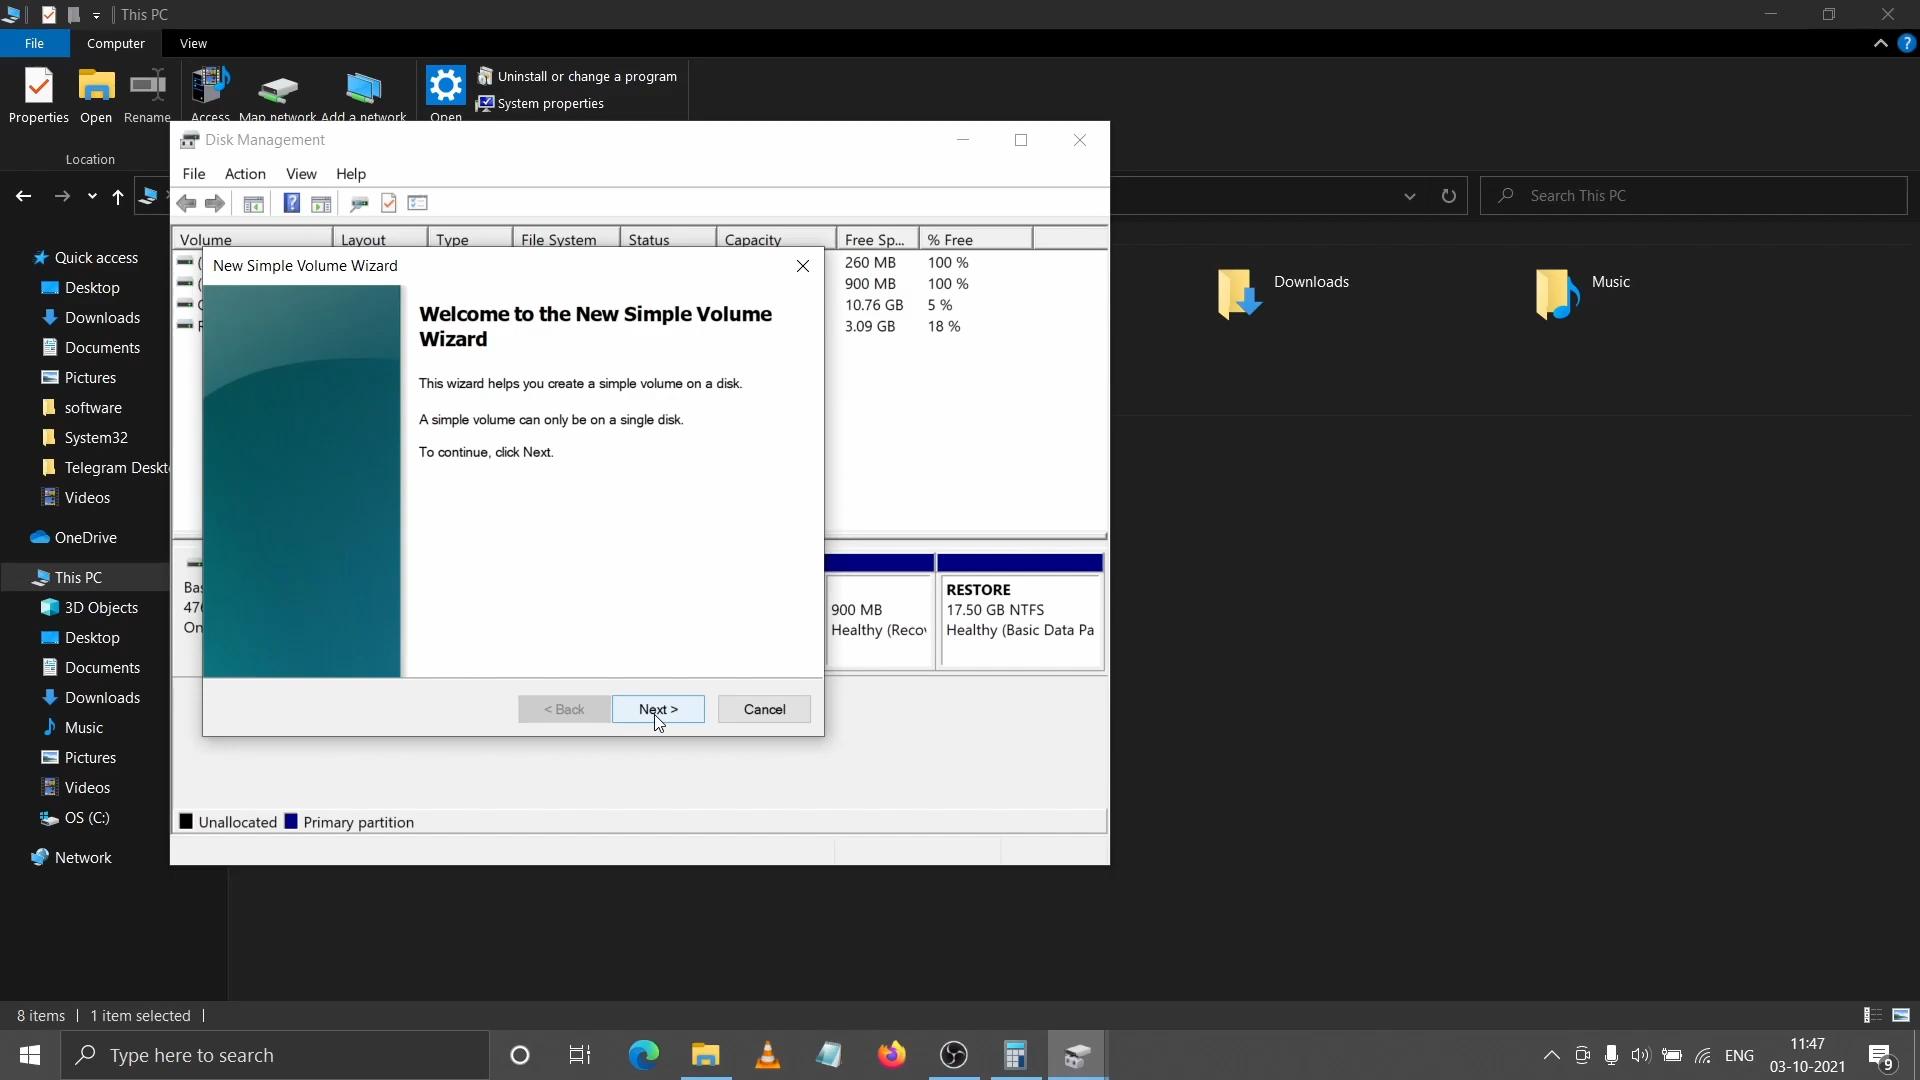 This PC
File
Computer
View
Properties
Open
Rename
Access
Map network
Add a network
Open
Uninstall or change a program
System properties
Location
Disk Management
File
Action
View
Help
Search This PC
Volume
Layout
Type
File System
Status
Capacity
Free Sp...
% Free
260 MB
100 %
900 MB
100 %
10.76 GB
5 %
3.09 GB
18 %
New Simple Volume Wizard
Welcome to the New Simple Volume
Wizard
This wizard helps you create a simple volume on a disk.
A simple volume can only be on a single disk.
To continue, click Next.
< Back
Next >
Cancel
900 MB
Healthy (Recov
RESTORE
17.50 GB NTFS
Healthy (Basic Data Pa
Unallocated
Primary partition
Quick access
Desktop
Downloads
Documents
Pictures
software
System32
Telegram Deskt
Videos
OneDrive
This PC
3D Objects
Desktop
Documents
Downloads
Music
Pictures
Videos
OS (C:)
Network
Downloads
Music
8 items
1 item selected
Type here to search
ENG
11:47
03-10-2021
9